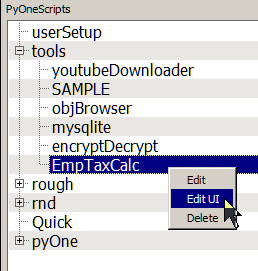 PyOneScripts
userSetup
tools
youtubeDownloader
SAMPLE
objBrowser
mysqlite
encryptDecrypt
EmpTaxCalc
rough
rnd
Quick
pyOne
Edit
Edit UI
Delete